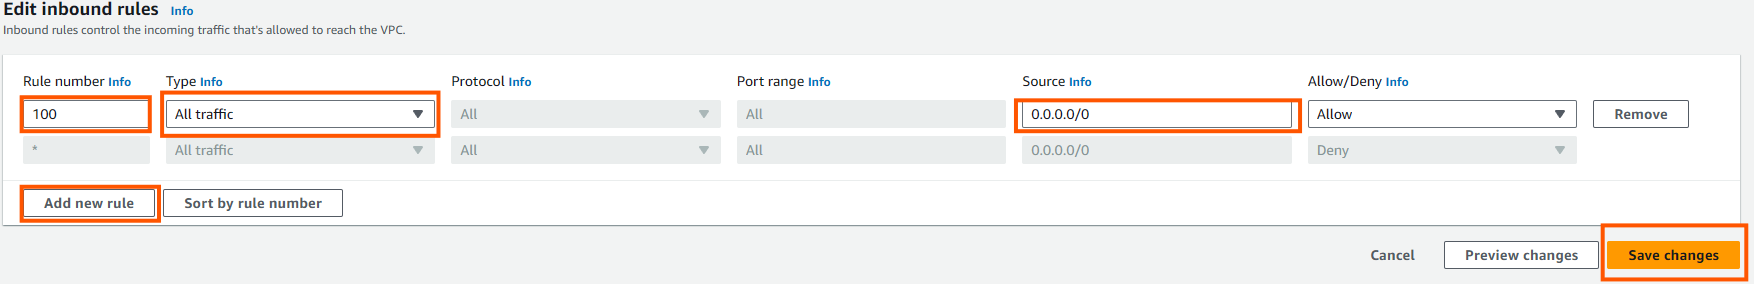 Edit inbound rules Info
Inbound rules control the incoming traffic that's allowed to reach the VPC.
Rule number Info Type Info Protocol Info Port range Info Source Info Allow/Deny Info
100 All traffic All All 0.0.0.0/0 Allow Remove
* All traffic All All 0.0.0.0/0 Deny
Add new rule Sort by rule number
Cancel Preview changes Save changes